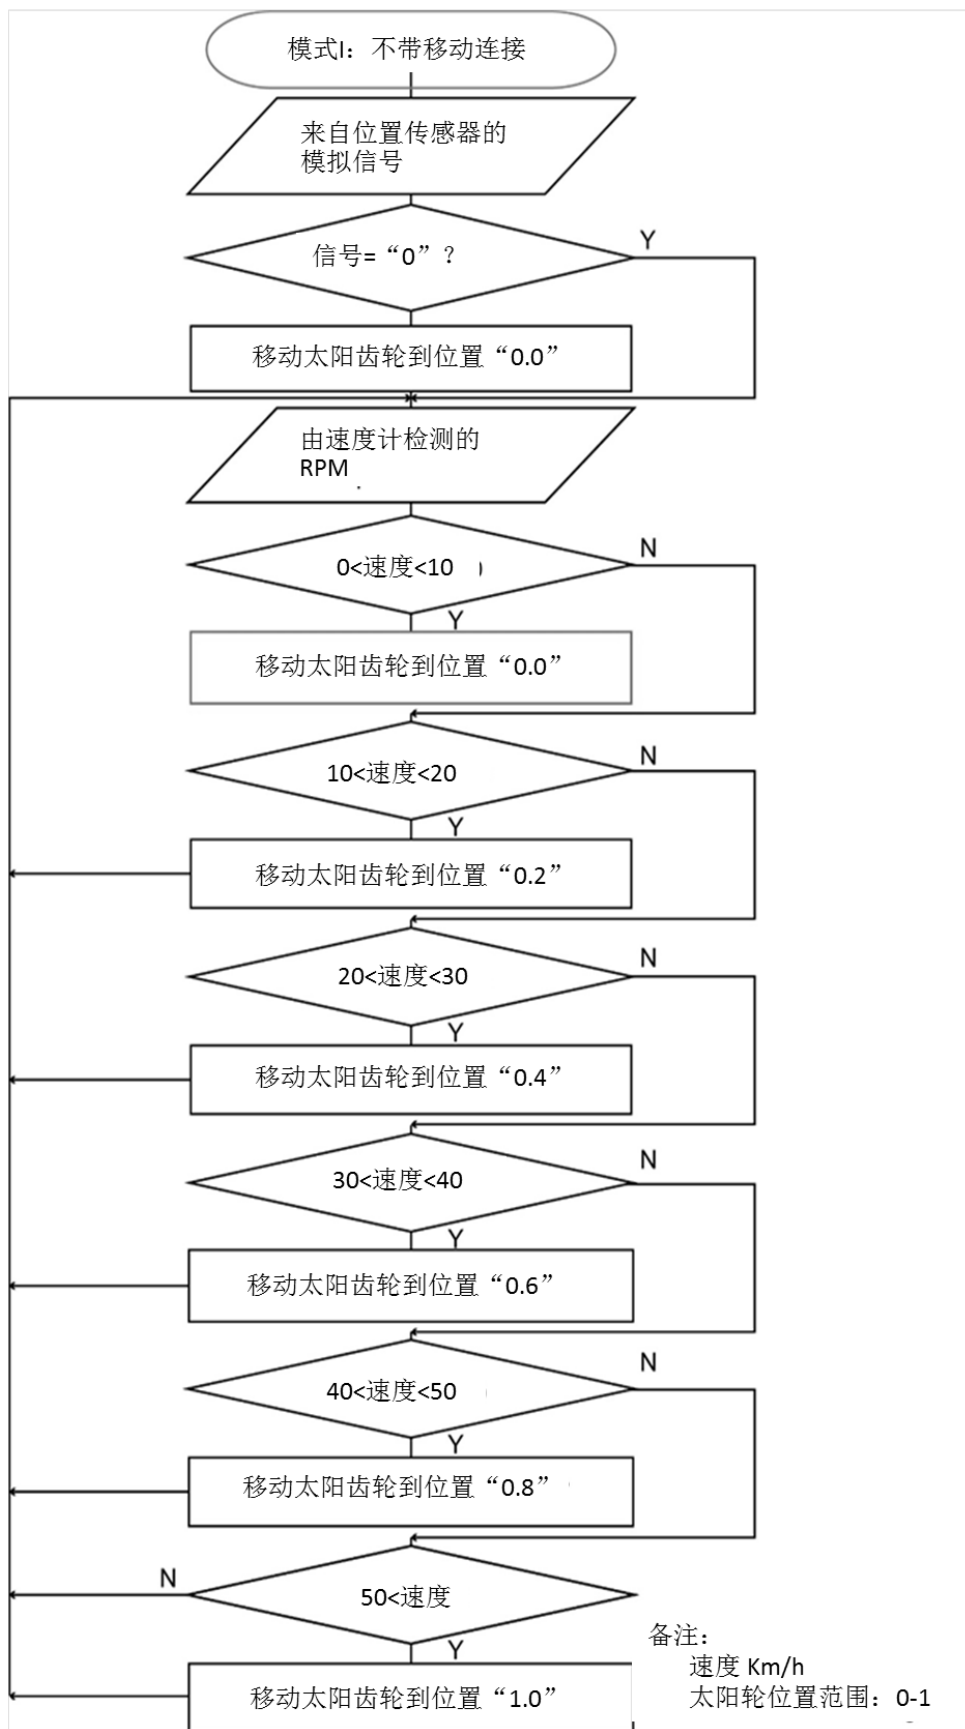 模式I：不带移动连接
来自位置传感器的
模拟信号
信号=“0”？
Y
移动太阳齿轮到位置“0.0”
由速度计检测的
RPM
0<速度<10
N
Y
移动太阳齿轮到位置“0.0”
10<速度<20
N
Y
移动太阳齿轮到位置“0.2”
20<速度<30
N
Y
移动太阳齿轮到位置“0.4”
30<速度<40
N
Y
移动太阳齿轮到位置“0.6”
40<速度<50
N
Y
移动太阳齿轮到位置“0.8”
N
50<速度
Y
移动太阳齿轮到位置“1.0”
备注：
速度 Km/h
太阳轮位置范围：0-1